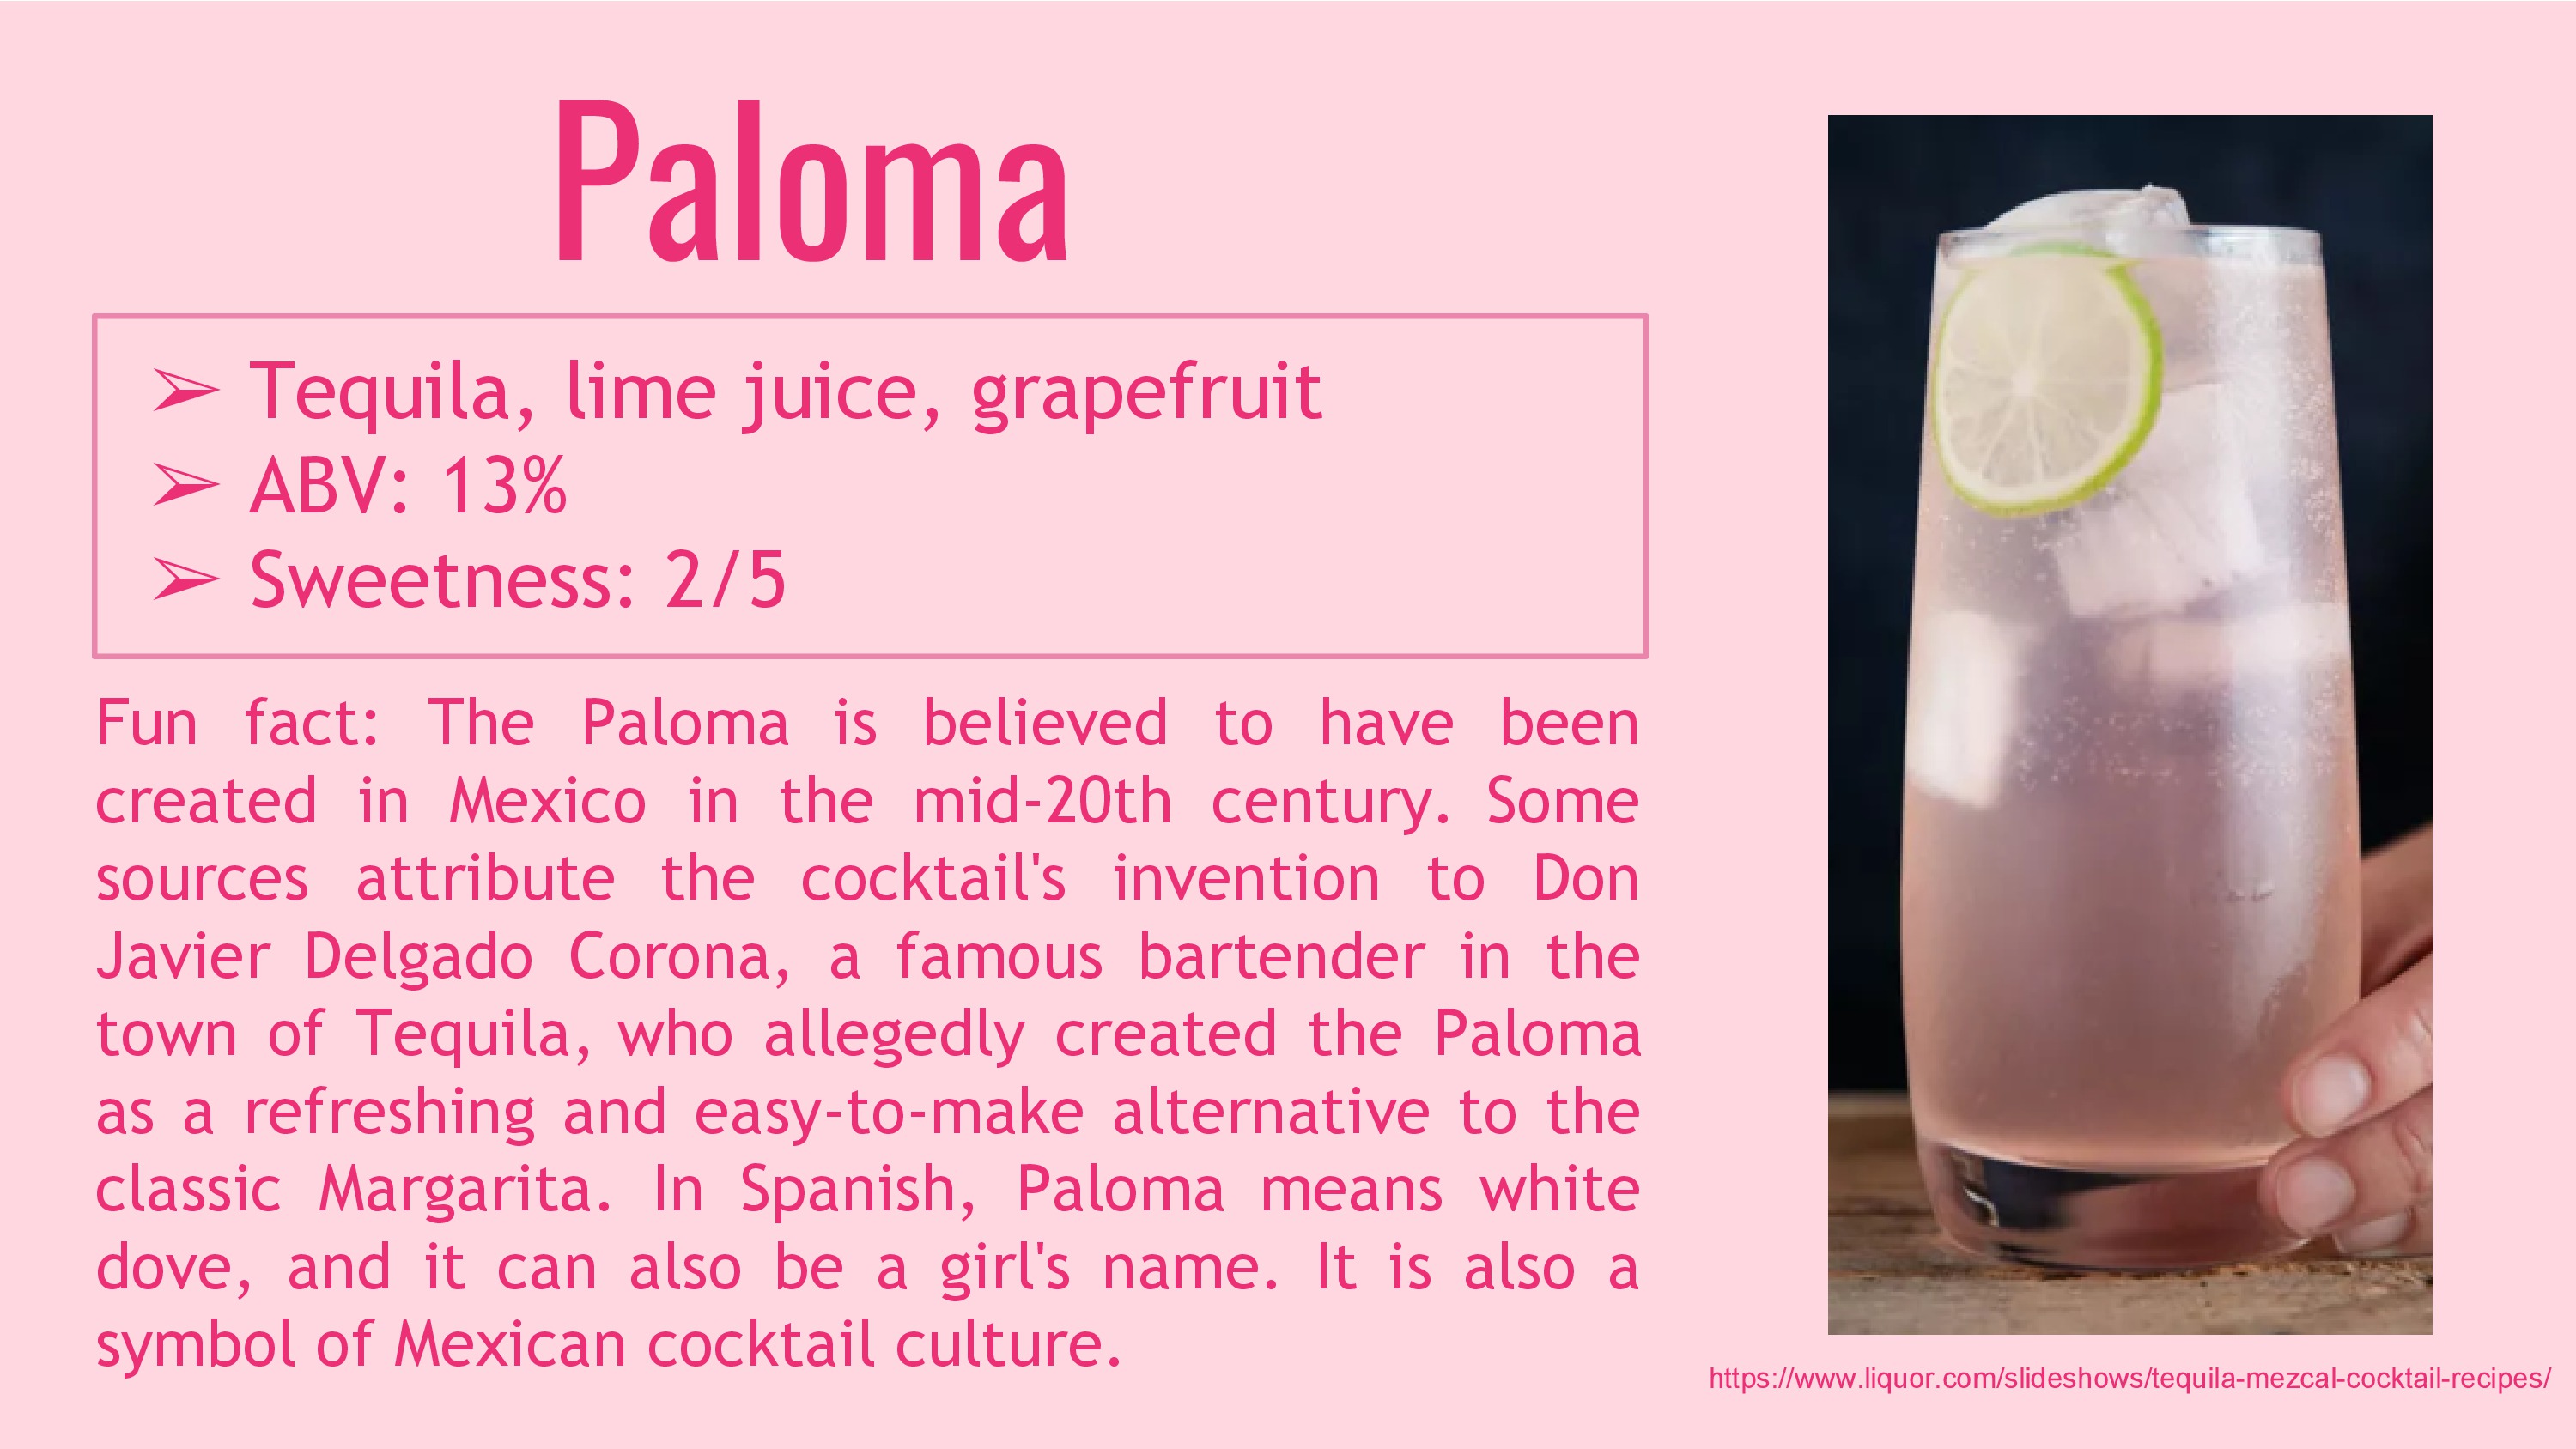 Paloma
➢ Tequila, lime juice, grapefruit
➢ ABV: 13%
➢ Sweetness: 2/5
Fun fact: The Paloma is believed to have been
created in Mexico in the mid-20th century. Some
sources attribute the cocktail's invention to Don
Javier Delgado Corona, a famous bartender in the
town of Tequila, who allegedly created the Paloma
as a refreshing and easy-to-make alternative to the
classic Margarita. In Spanish, Paloma means white
dove, and it can also be a girl's name. It is also a
symbol of Mexican cocktail culture.
https://www.liquor.com/slideshows/tequila-mezcal-cocktail-recipes/